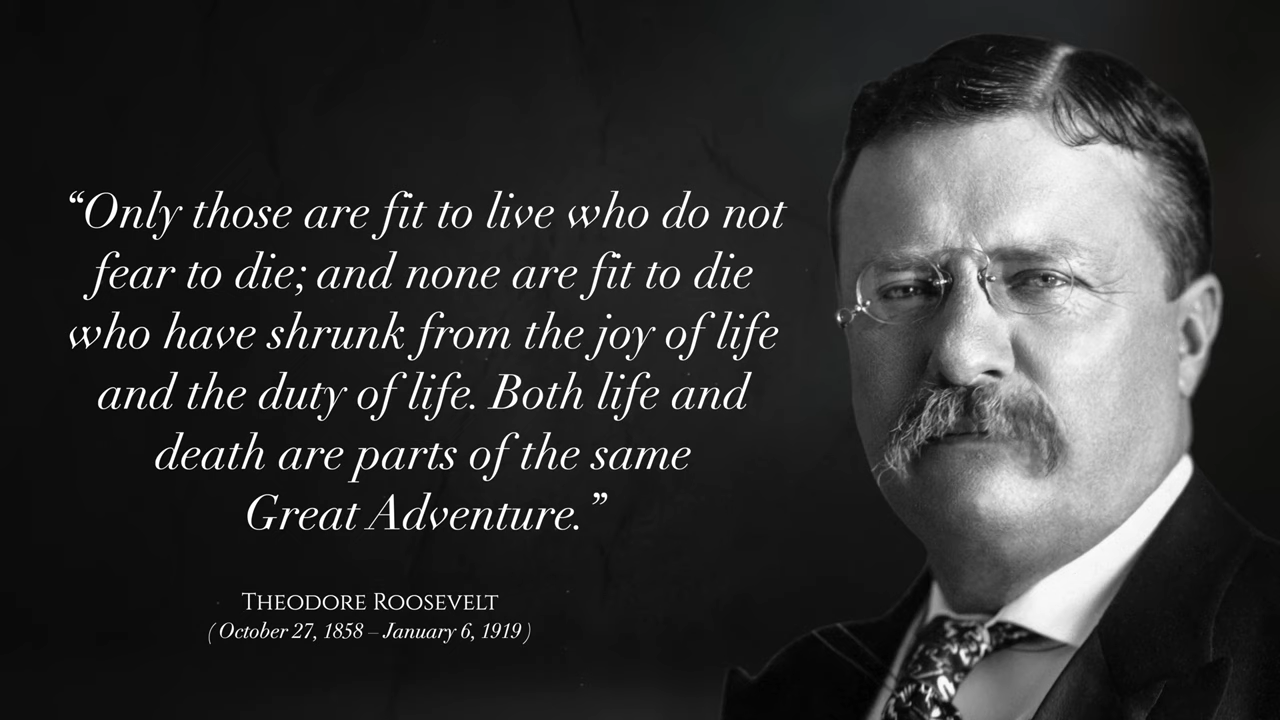 “Only those are fit to live who do not
fear to die; and none are fit to die
who have shrunk from the joy of life
and the duty of life. Both life and
death are parts of the same
Great Adventure.”
Theodore Roosevelt
( October 27, 1858 – January 6, 1919 )